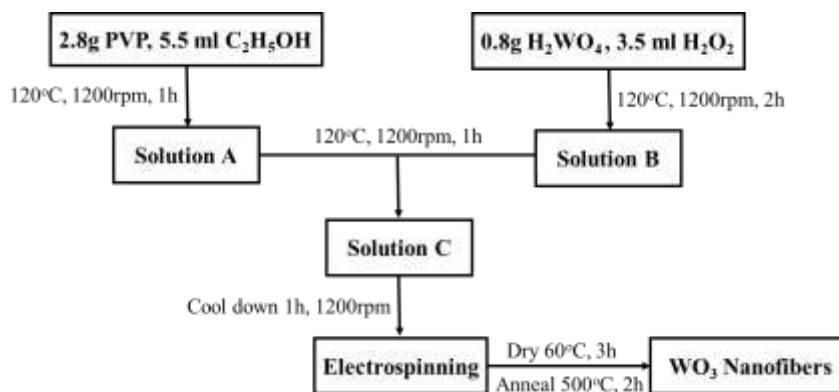 2.8g PVP, 5.5 ml C₂H₅OH
0.8g H₂WO₄, 3.5 ml H₂O₂
120°C, 1200rpm, 1h
120°C, 1200rpm, 2h
120°C, 1200rpm, 1h
Solution A
Solution B
Solution C
Cool down 1h, 1200rpm
Electrospinning
Dry 60°C, 3h
Anneal 500°C, 2h
WO₃ Nanofibers